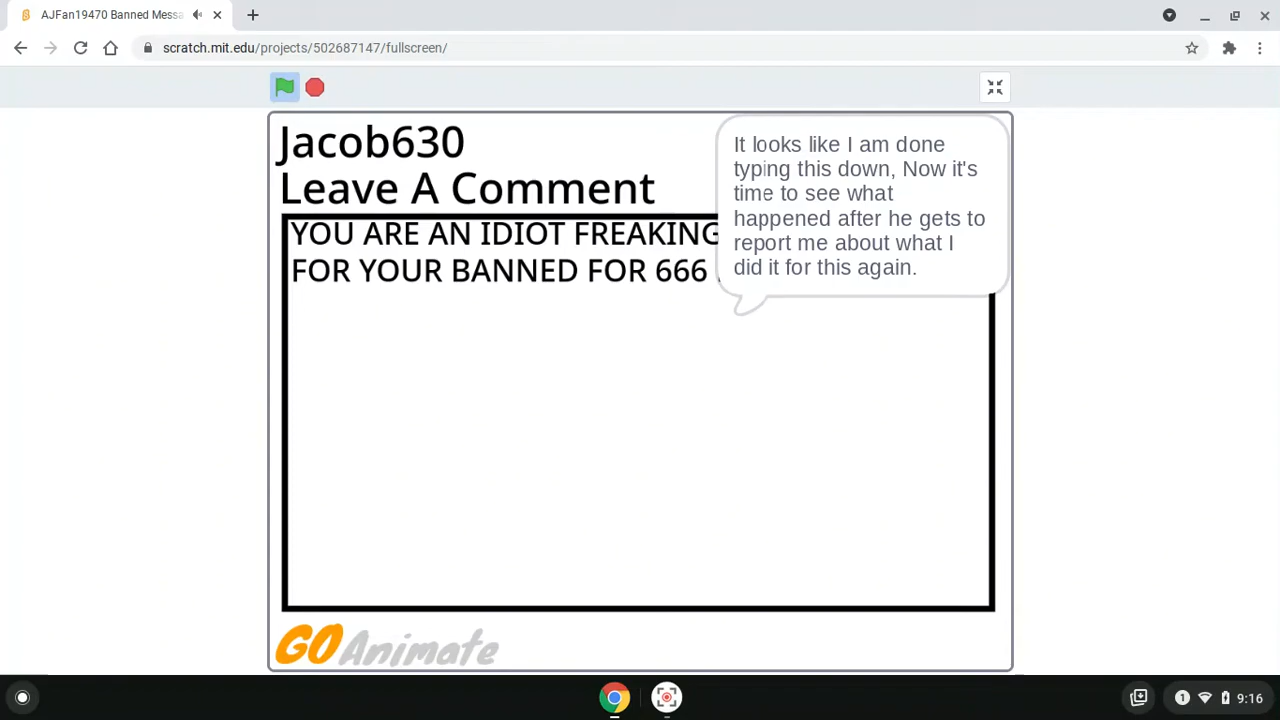 AJFan19470 Banned Messa
scratch.mit.edu/projects/502687147/fullscreen/
Jacob630
Leave A Comment
YOU ARE AN IDIOT FREAKING
FOR YOUR BANNED FOR 666
It looks like I am done
typing this down, Now it's
time to see what
happened after he gets to
report me about what I
did it for this again.
GO Animate
1
9:16